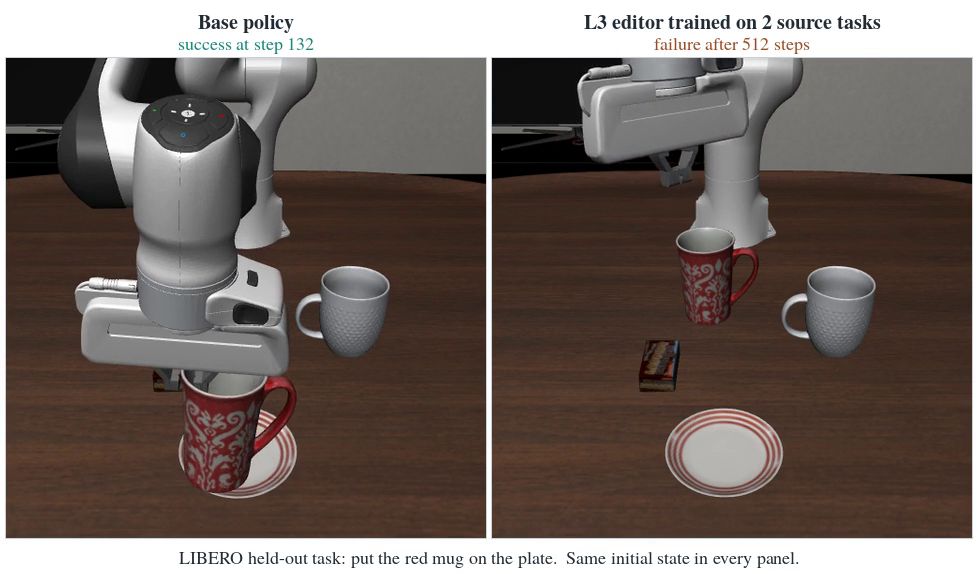 Base policy
success at step 132
L3 editor trained on 2 source tasks
failure after 512 steps
LIBERO held-out task: put the red mug on the plate. Same initial state in every panel.